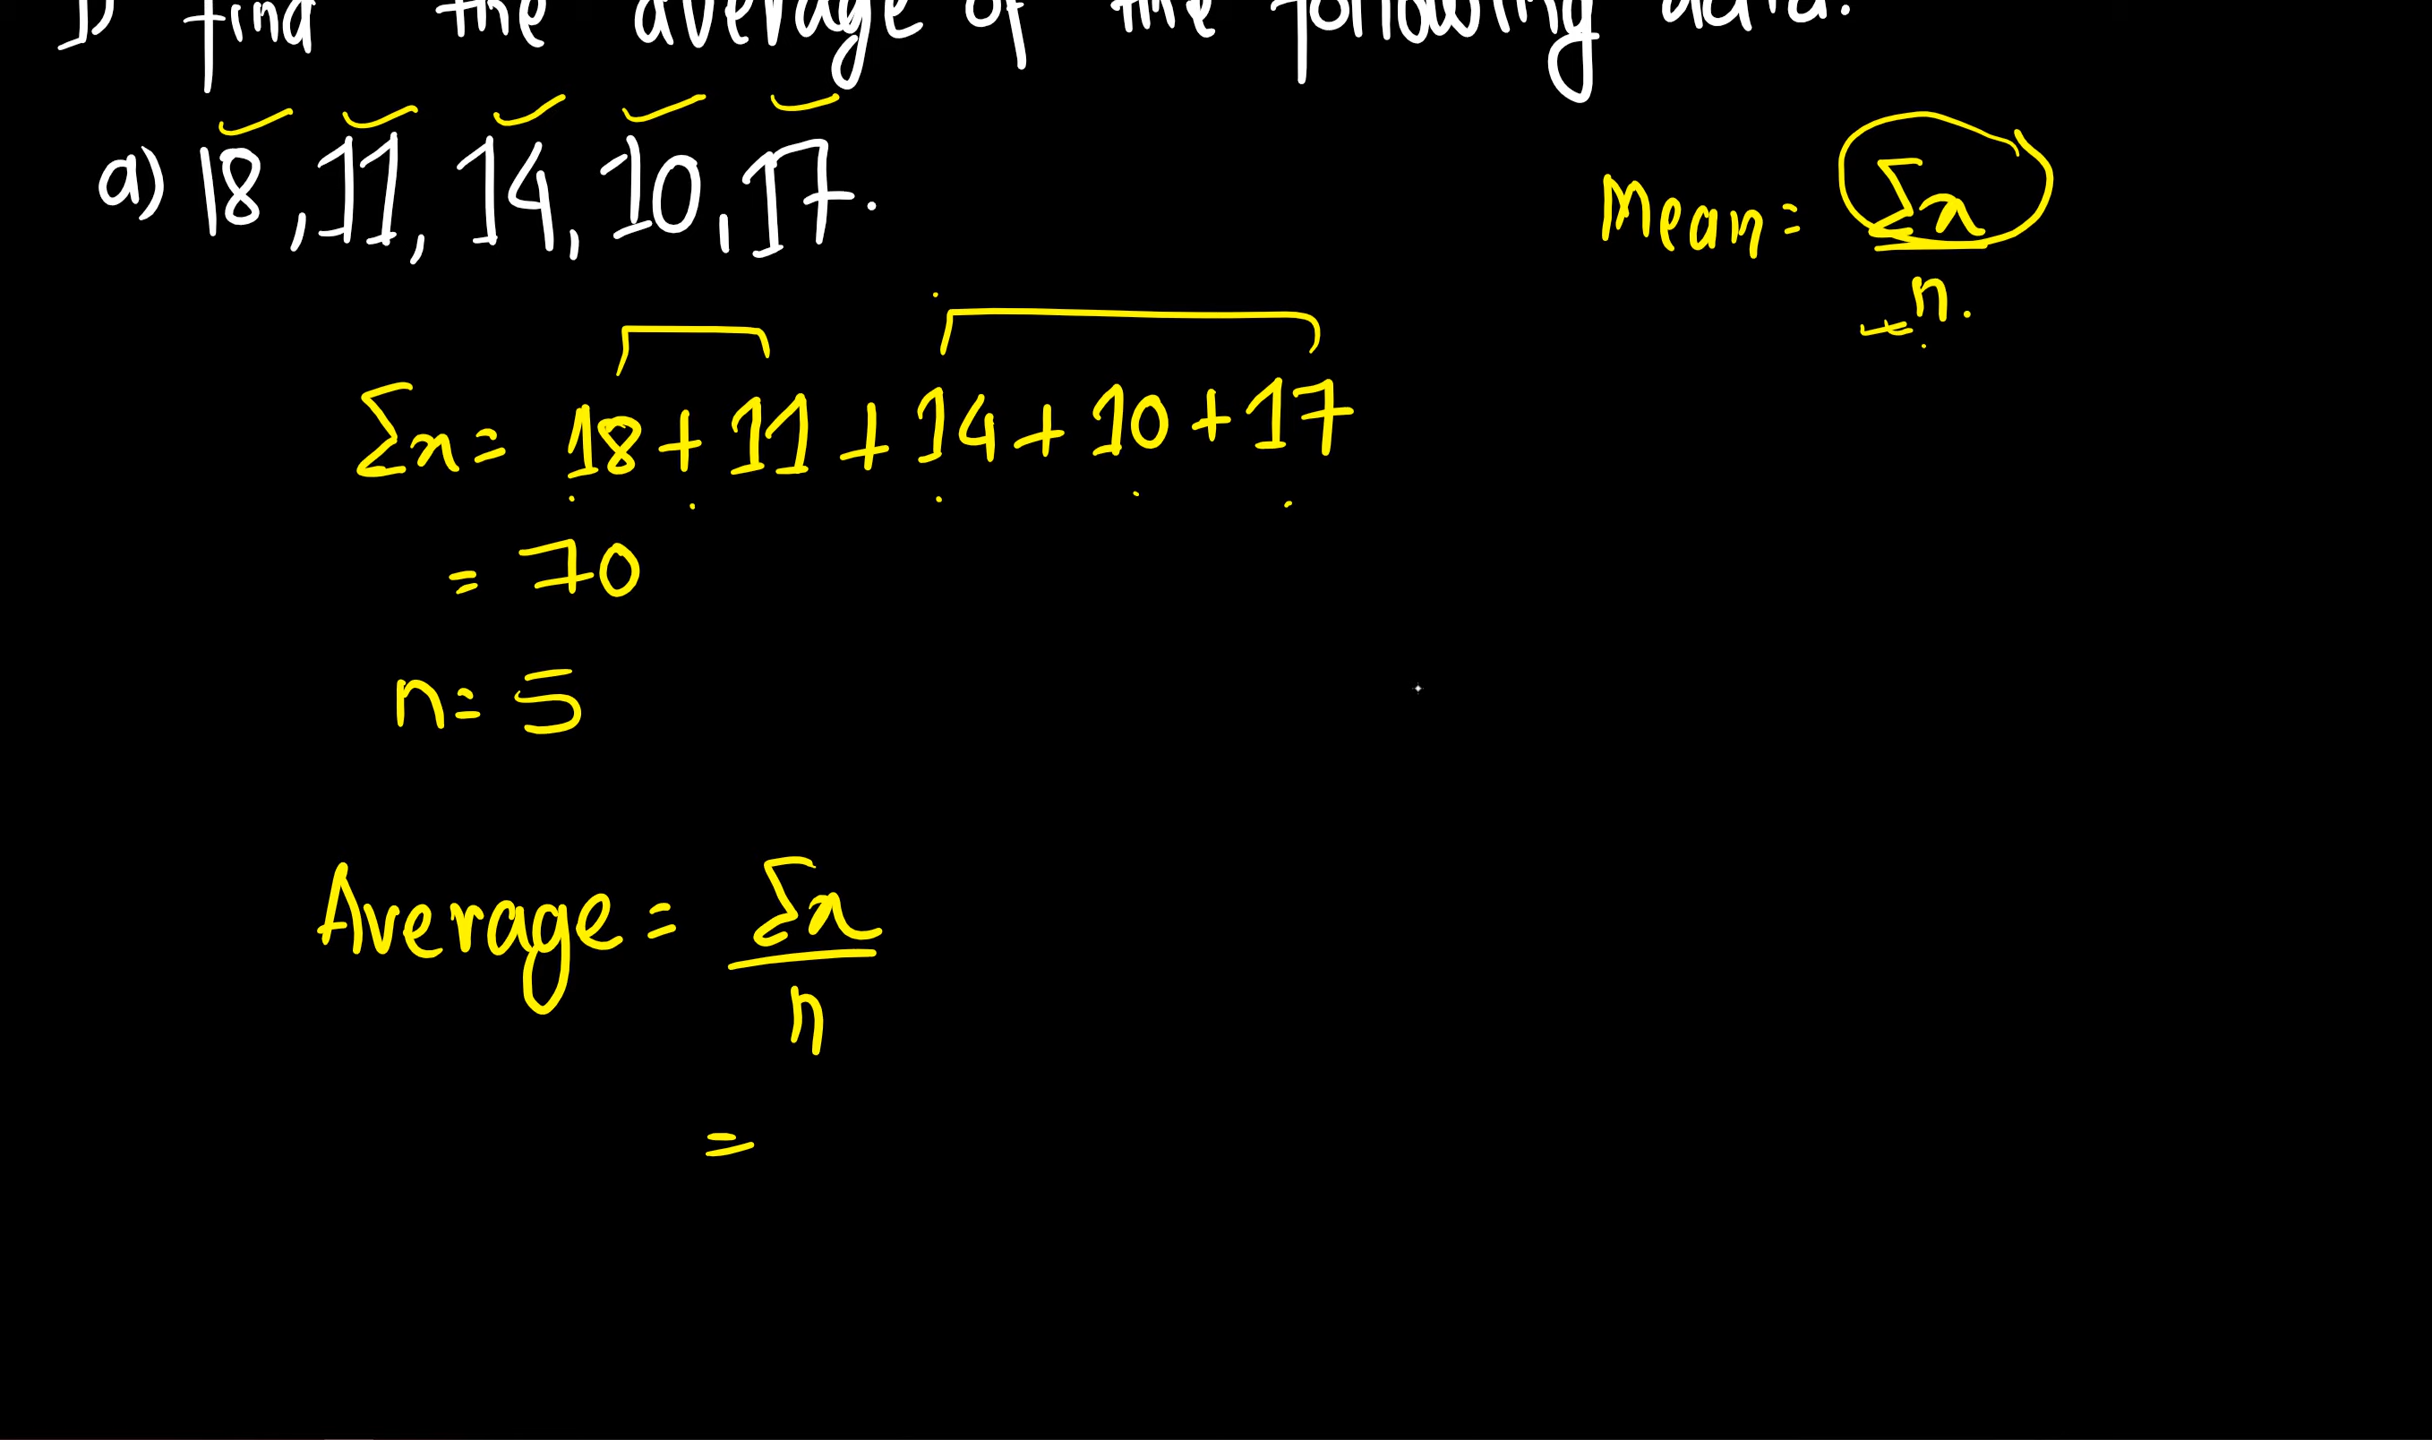 1) find the average of the following data.
a) 18, 11, 14, 10, 17.
Mean = Σx / n.
Σx = 18 + 11 + 14 + 10 + 17
= 70
n = 5
Average = Σx / n
=